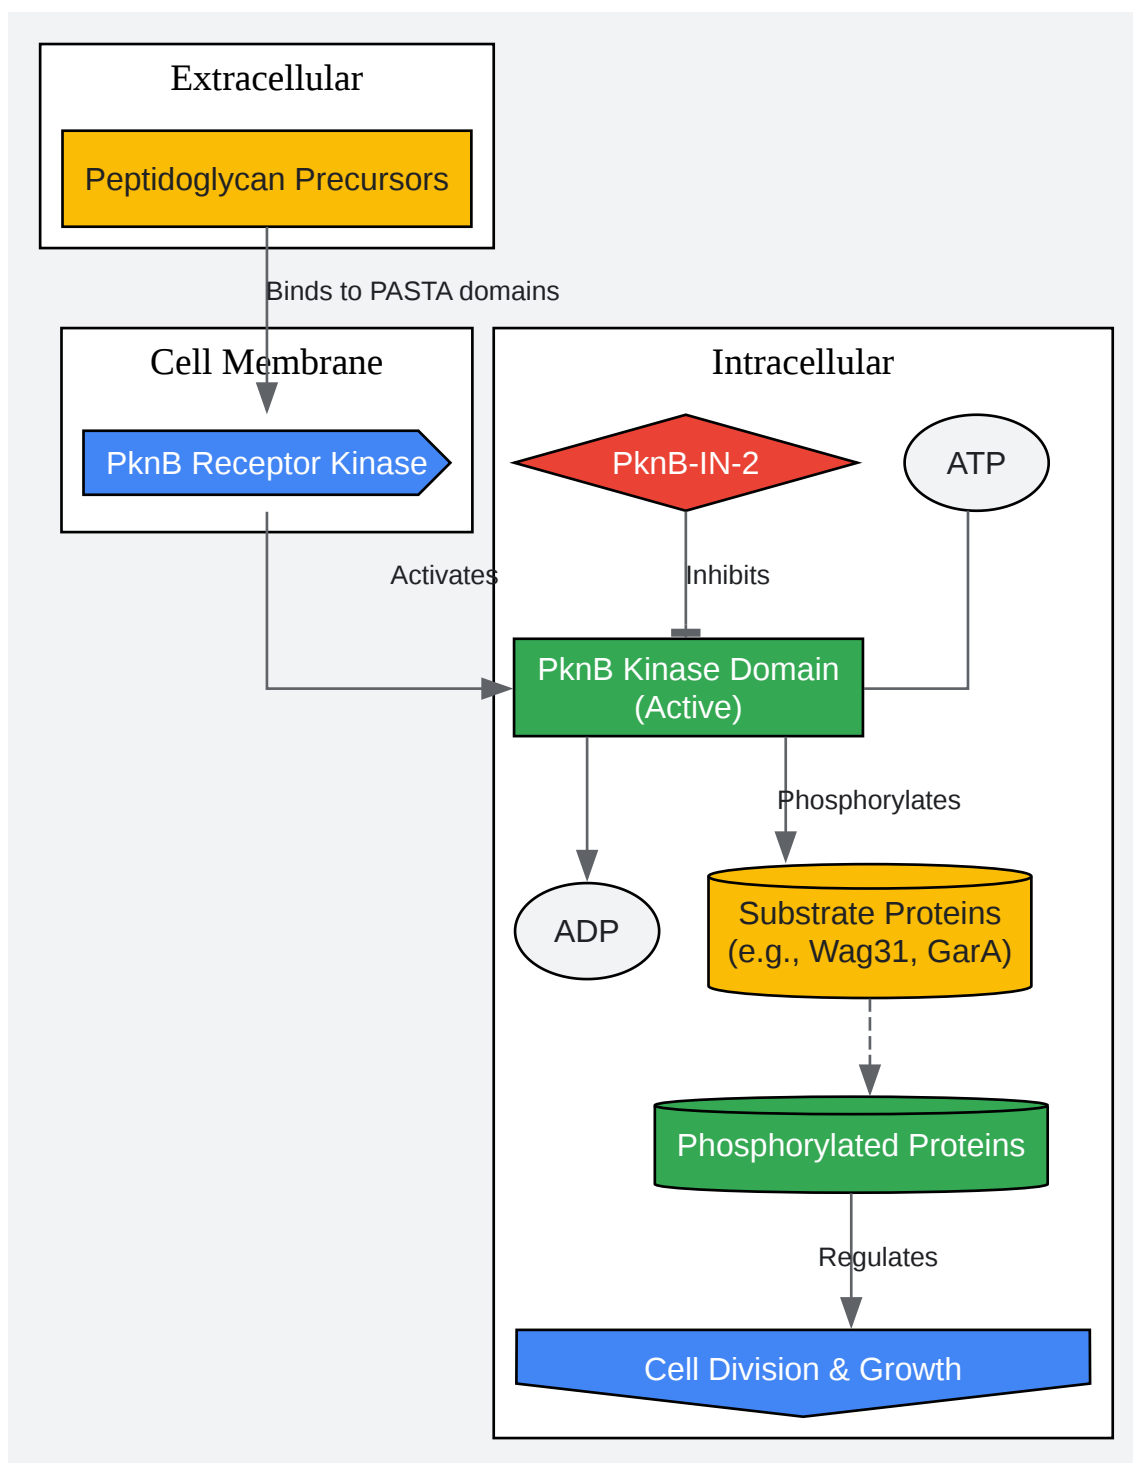 Extracellular
Peptidoglycan Precursors
Binds to PASTA domains
Cell Membrane
Intracellular
PknB Receptor Kinase
PknB-IN-2
ATP
Activates
Inhibits
PknB Kinase Domain
(Active)
Phosphorylates
ADP
Substrate Proteins
(e.g., Wag31, GarA)
Phosphorylated Proteins
Regulates
Cell Division & Growth